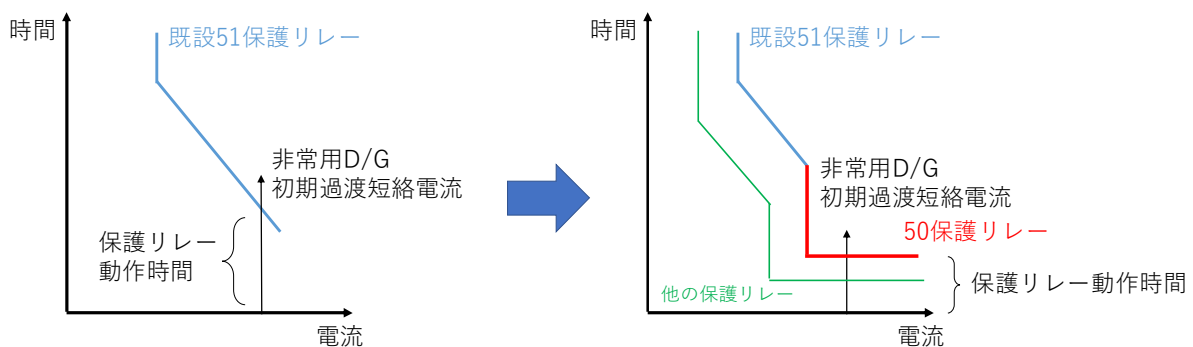 時間
既設51保護リレー
非常用D/G
初期過渡短絡電流
保護リレー
動作時間
電流
時間
既設51保護リレー
非常用D/G
初期過渡短絡電流
50保護リレー
保護リレー動作時間
他の保護リレー
電流